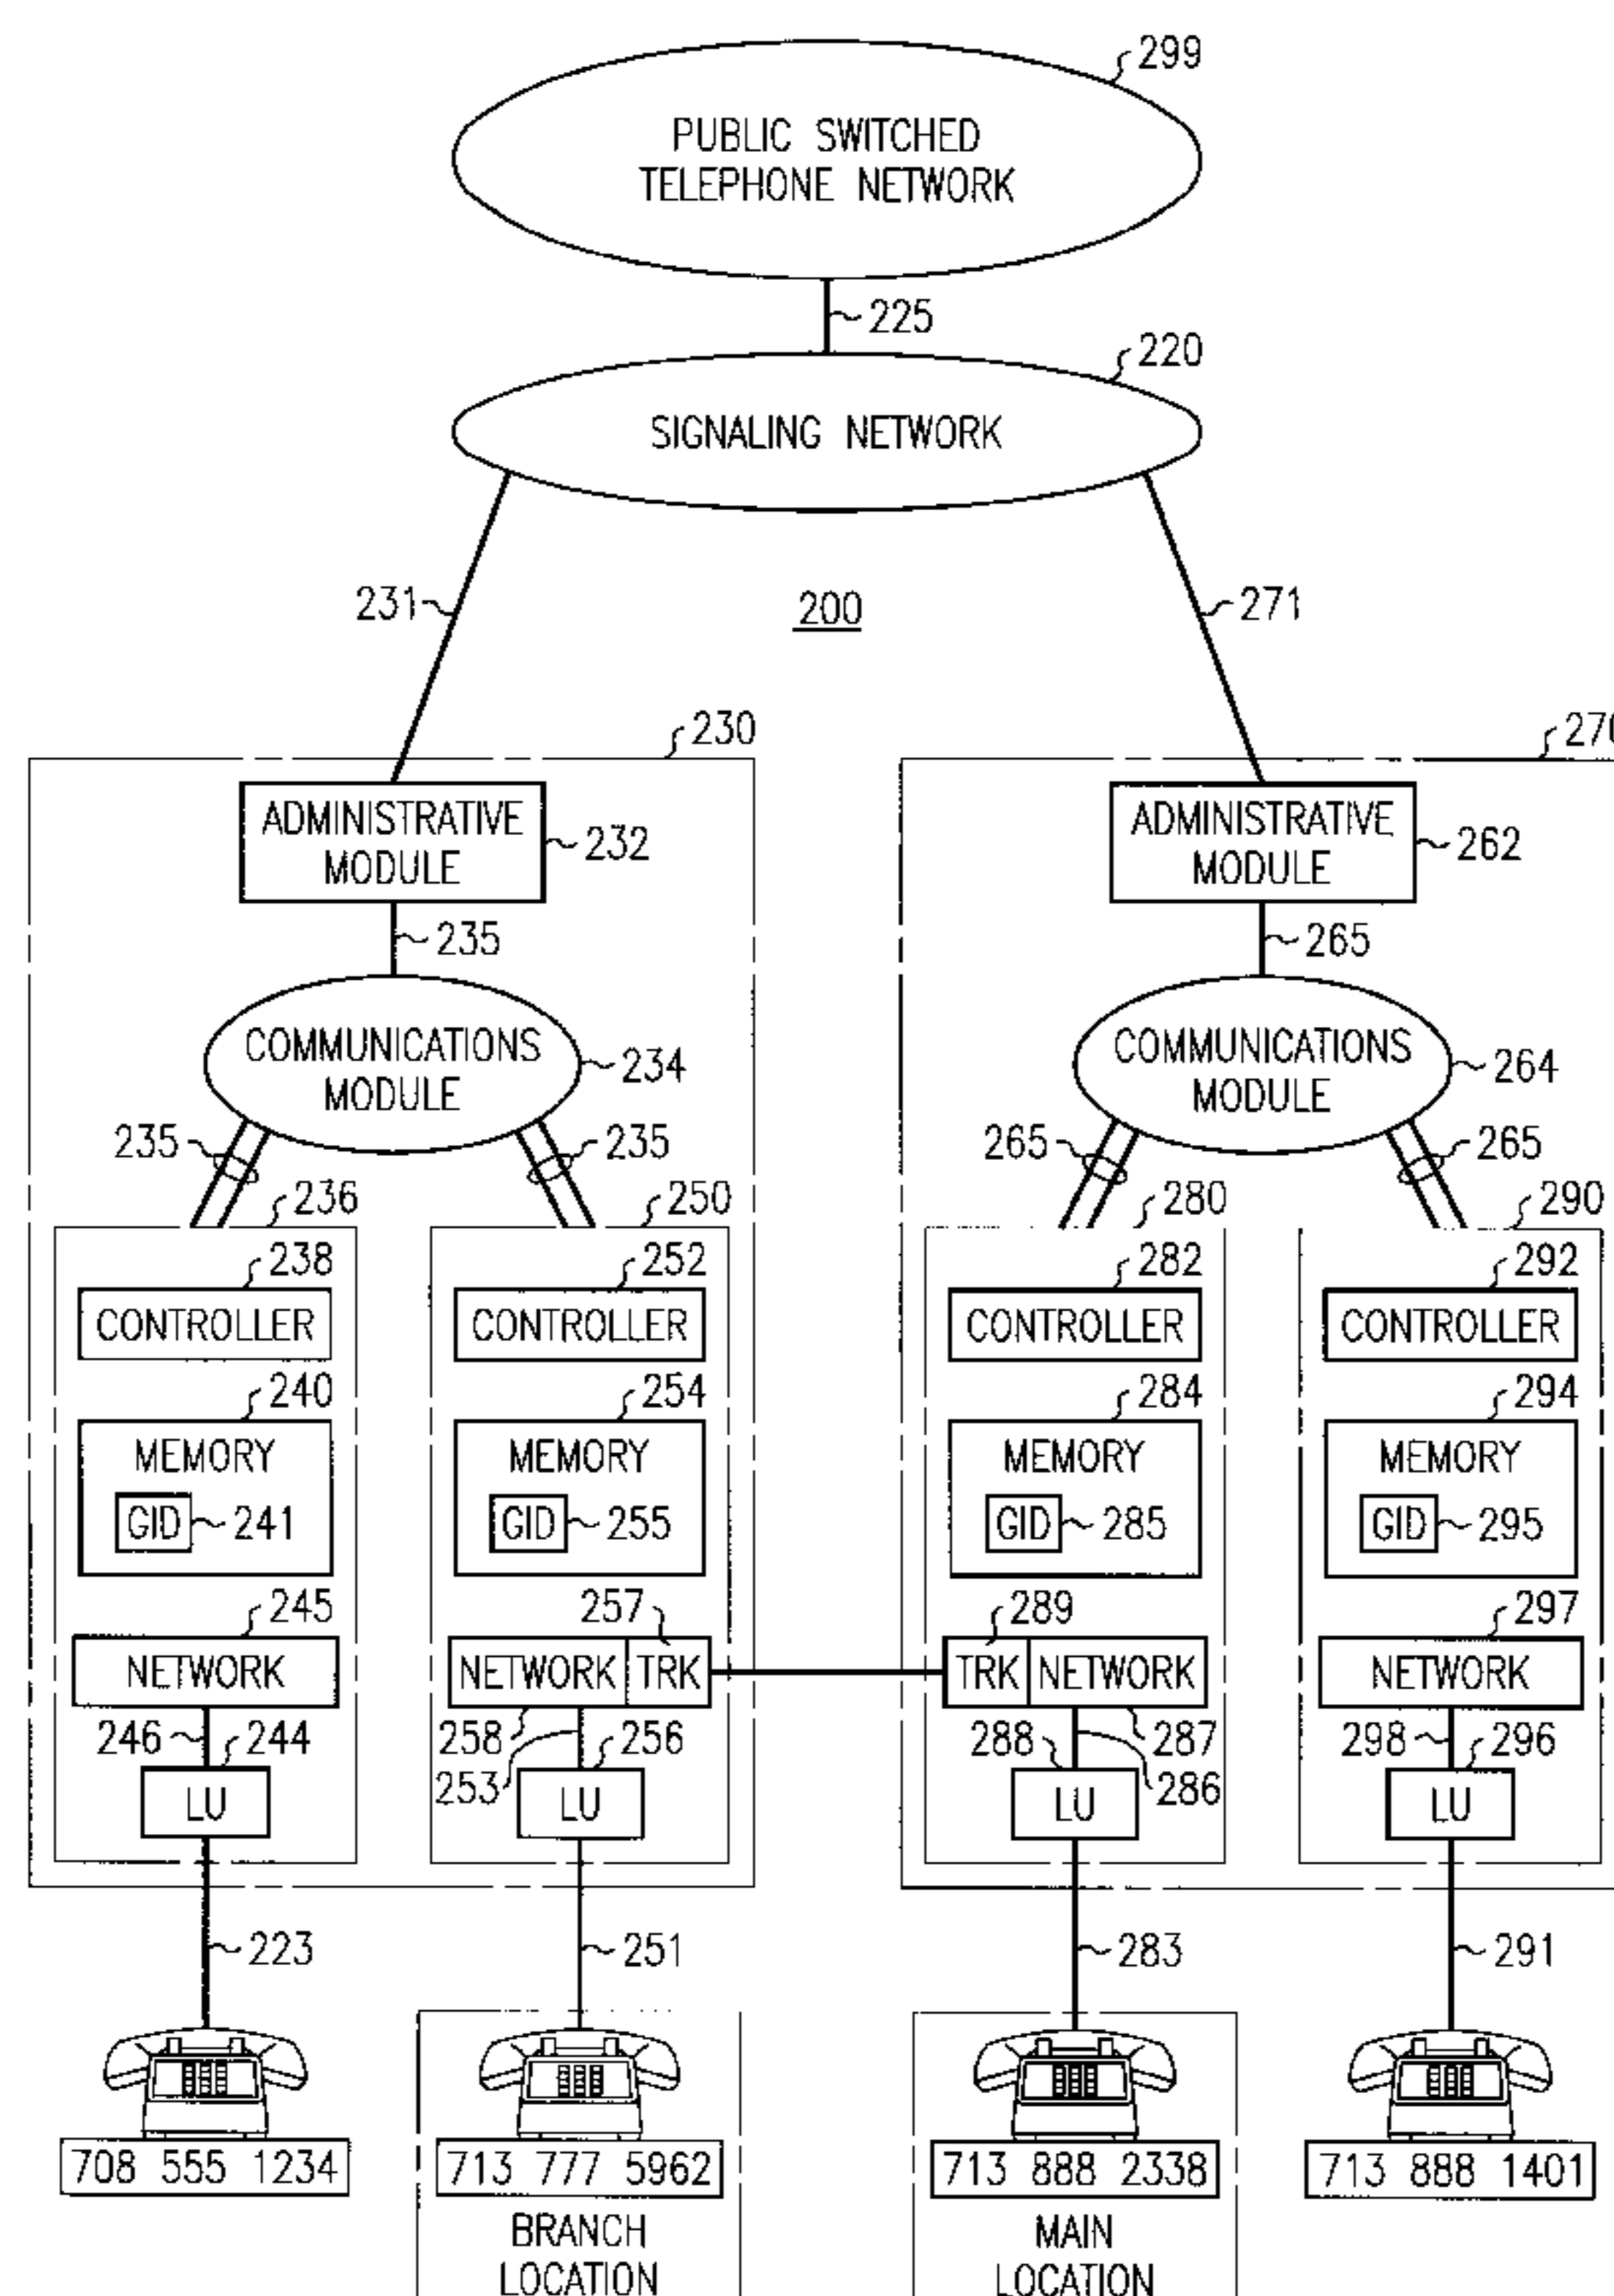 299
PUBLIC SWITCHED
TELEPHONE NETWORK
225
220
SIGNALING NETWORK
231
200
271
230
270
ADMINISTRATIVE
MODULE
232
ADMINISTRATIVE
MODULE
262
235
265
COMMUNICATIONS
MODULE
234
COMMUNICATIONS
MODULE
264
235
235
265
265
236
250
280
290
238
252
282
292
CONTROLLER
CONTROLLER
CONTROLLER
CONTROLLER
240
254
284
294
MEMORY
MEMORY
MEMORY
MEMORY
GID
241
GID
255
GID
285
GID
295
245
257
289
297
NETWORK
NETWORK
TRK
TRK
NETWORK
NETWORK
246
244
258
256
288
287
298
296
253
286
LU
LU
LU
LU
223
251
283
291
708 555 1234
713 777 5962
713 888 2338
713 888 1401
BRANCH
LOCATION
MAIN
LOCATION